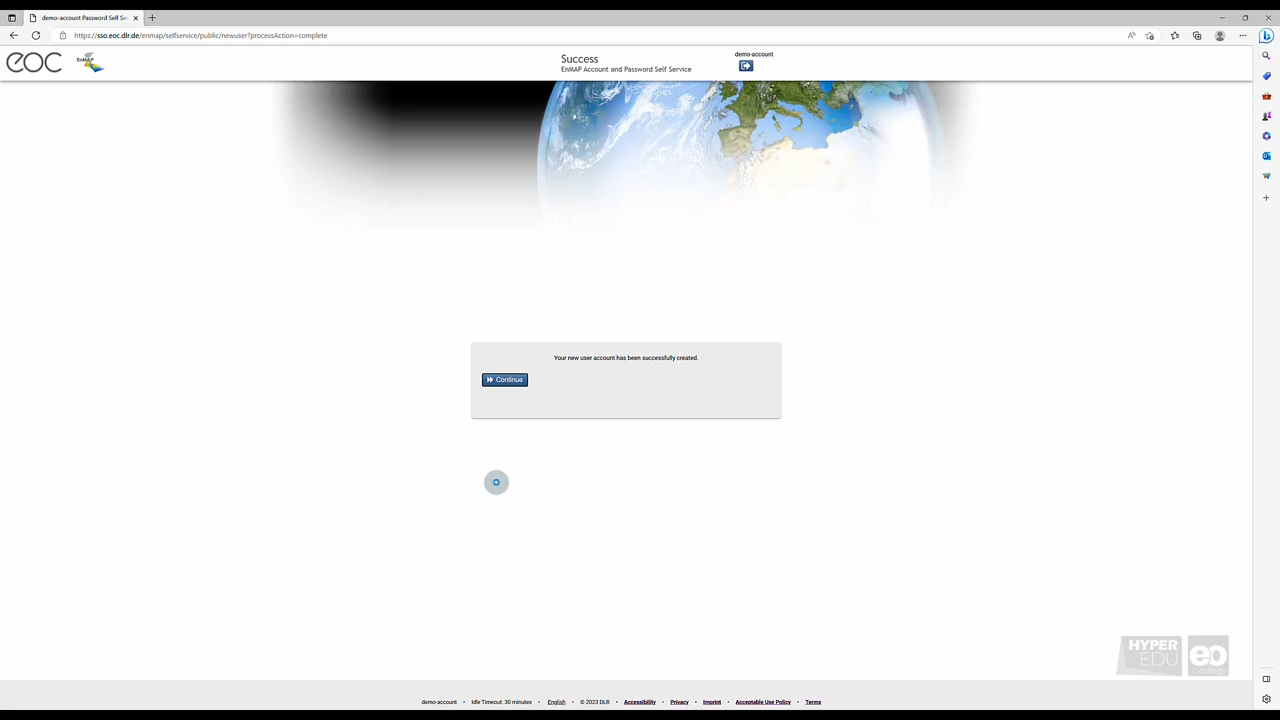 demo-account Password Self Se
https://sso.eoc.dlr.de/enmap/selfservice/public/newuser?processAction=complete
eoc
EnMAP
Success
EnMAP Account and Password Self Service
demo-account
Your new user account has been successfully created.
Continue
HYPER
EDU
eo
college
demo-account • Idle Timeout: 30 minutes • English • © 2023 DLR • Accessibility • Privacy • Imprint • Acceptable Use Policy • Terms